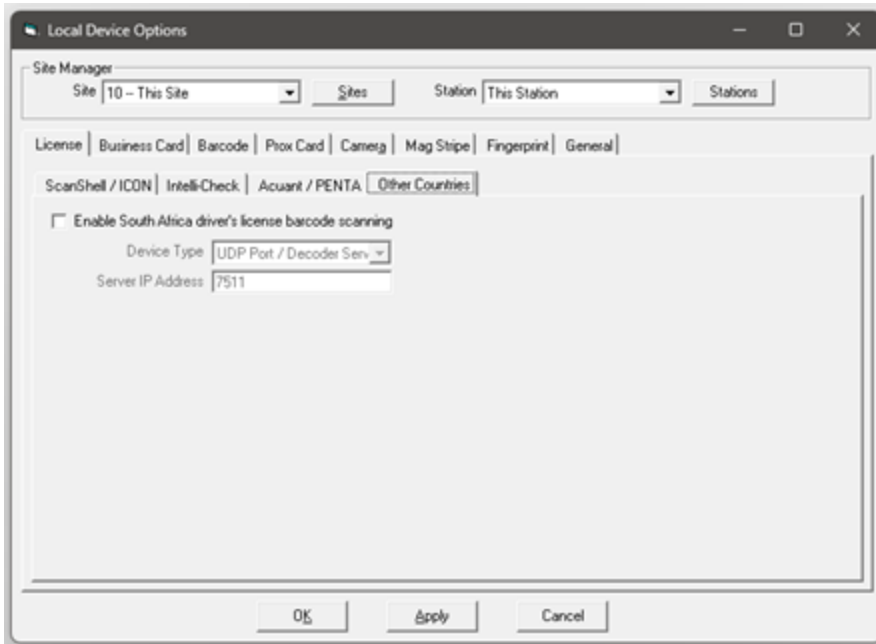 Local Device Options
Site Manager
Site 10 - This Site Sites Station This Station Stations
License Business Card Barcode Prox Card Camera Mag Stripe Fingerprint General
ScanShell / ICON Intelli-Check Acuant / PENTA Other Countries
Enable South Africa driver's license barcode scanning
Device Type UDP Port / Decoder Serv
Server IP Address 7511
OK Apply Cancel